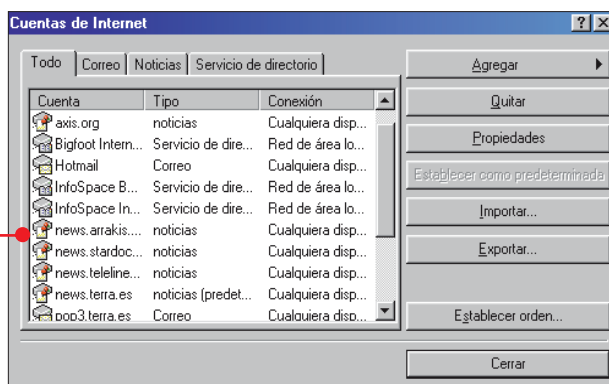 Cuentas de Internet
Todo Correo Noticias Servicio de directorio
Cuenta Tipo Conexión
axis.org noticias Cualquiera disp...
Bigfoot Intern... Servicio de dire... Red de área lo...
Hotmail Correo Cualquiera disp...
InfoSpace B... Servicio de dire... Red de área lo...
InfoSpace In... Servicio de dire... Red de área lo...
news.arrakis.... noticias Cualquiera disp...
news.stardoc... noticias Cualquiera disp...
news.teleline... noticias Cualquiera disp...
news.terra.es noticias (predet... Cualquiera disp...
pop3.terra.es Correo Cualquiera disp...
Agregar
Quitar
Propiedades
Establecer como predeterminada
Importar...
Exportar...
Establecer orden...
Cerrar